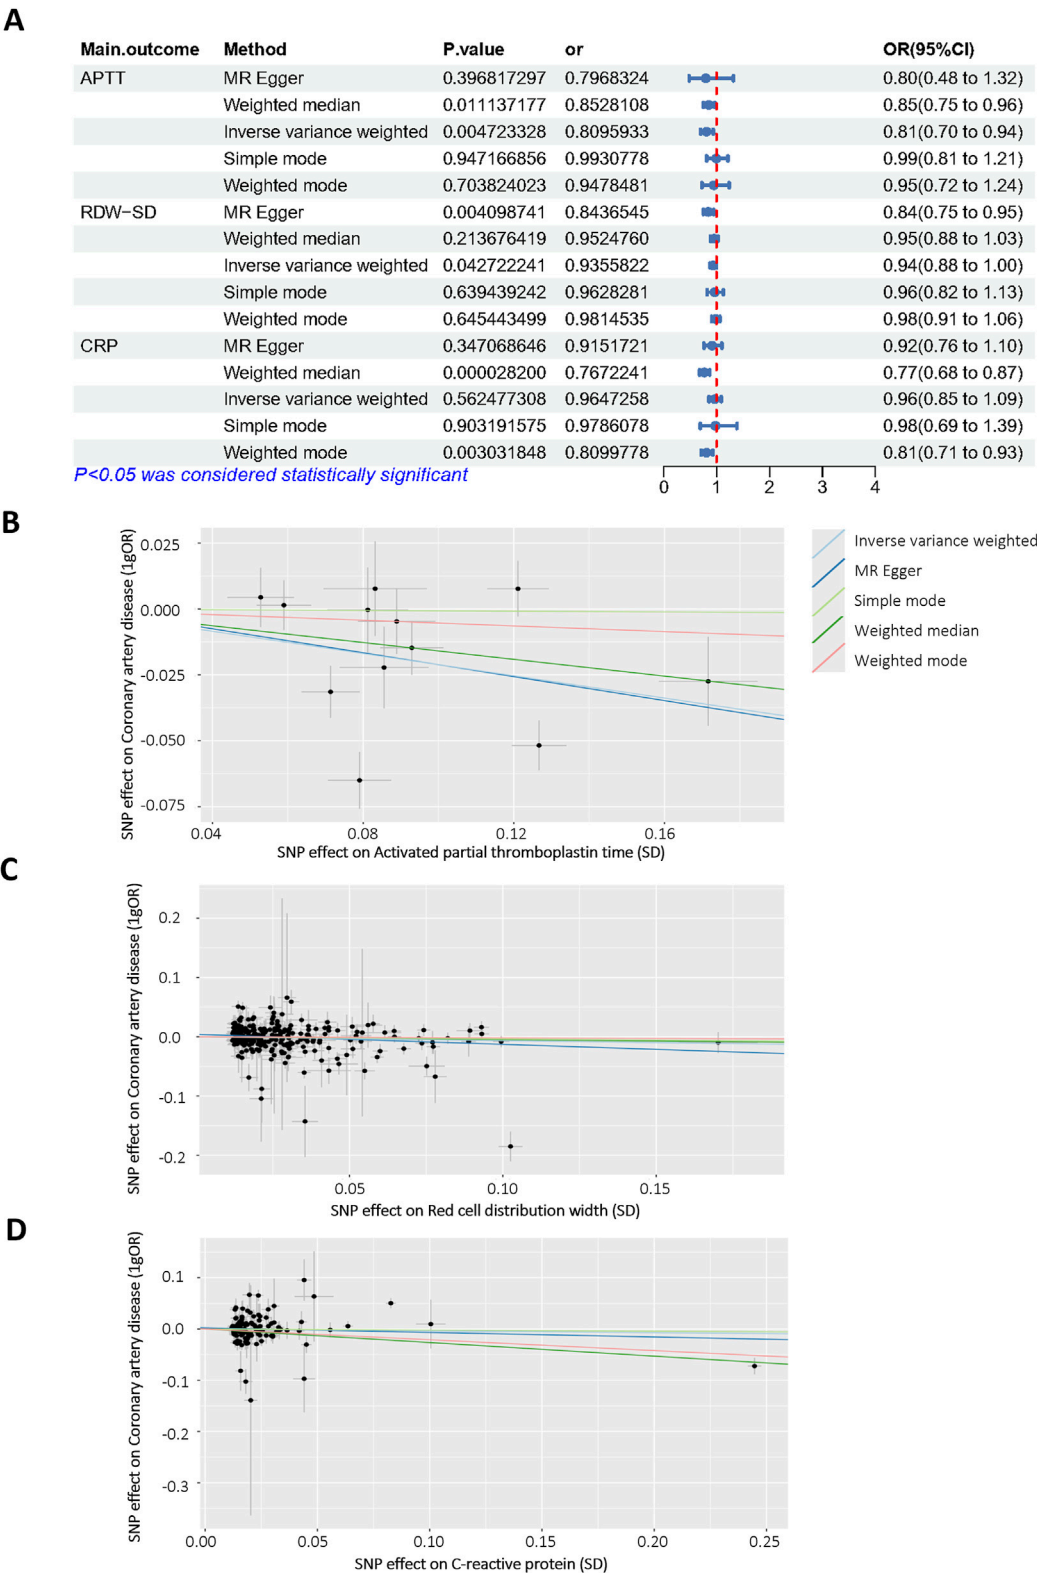 A
Main.outcome Method P.value or OR(95%CI)
APTT MR Egger 0.396817297 0.7968324 0.80(0.48 to 1.32)
Weighted median 0.011137177 0.8528108 0.85(0.75 to 0.96)
Inverse variance weighted 0.004723328 0.8095933 0.81(0.70 to 0.94)
Simple mode 0.947166856 0.9930778 0.99(0.81 to 1.21)
Weighted mode 0.703824023 0.9478481 0.95(0.72 to 1.24)
RDW−SD MR Egger 0.004098741 0.8436545 0.84(0.75 to 0.95)
Weighted median 0.213676419 0.9524760 0.95(0.88 to 1.03)
Inverse variance weighted 0.042722241 0.9355822 0.94(0.88 to 1.00)
Simple mode 0.639439242 0.9628281 0.96(0.82 to 1.13)
Weighted mode 0.645443499 0.9814535 0.98(0.91 to 1.06)
CRP MR Egger 0.347068646 0.9151721 0.92(0.76 to 1.10)
Weighted median 0.000028200 0.7672241 0.77(0.68 to 0.87)
Inverse variance weighted 0.562477308 0.9647258 0.96(0.85 to 1.09)
Simple mode 0.903191575 0.9786078 0.98(0.69 to 1.39)
Weighted mode 0.003031848 0.8099778 0.81(0.71 to 0.93)
P<0.05 was considered statistically significant
0 1 2 3 4
B
SNP effect on Coronary artery disease (1gOR)
0.025
0.000
-0.025
-0.050
-0.075
0.04 0.08 0.12 0.16
SNP effect on Activated partial thromboplastin time (SD)
Inverse variance weighted
MR Egger
Simple mode
Weighted median
Weighted mode
C
SNP effect on Coronary artery disease (1gOR)
0.2
0.1
0.0
-0.1
-0.2
0.05 0.10 0.15
SNP effect on Red cell distribution width (SD)
D
SNP effect on Coronary artery disease (1gOR)
0.1
0.0
-0.1
-0.2
-0.3
0.00 0.05 0.10 0.15 0.20 0.25
SNP effect on C-reactive protein (SD)